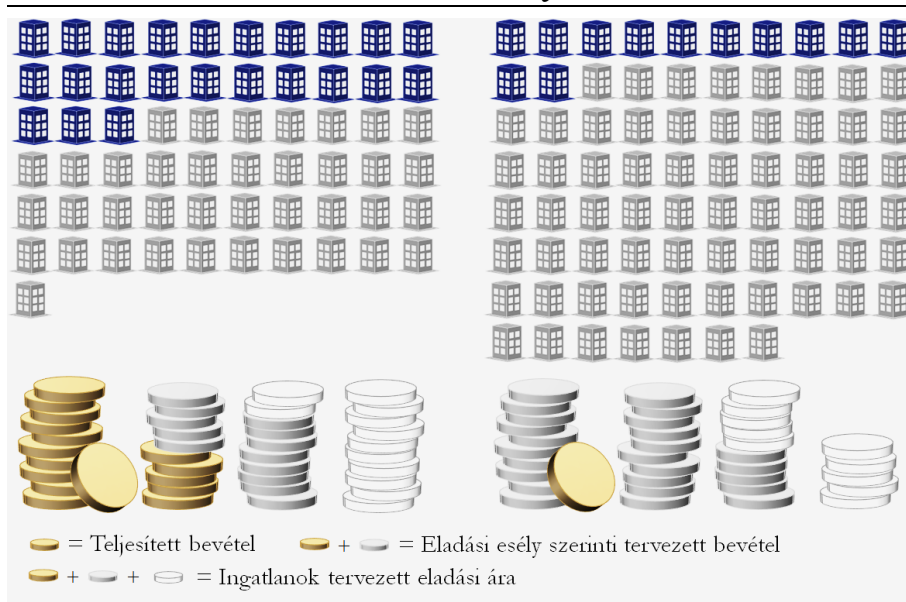 = Teljesített bevétel + = Eladási esély szerinti tervezett bevétel
+ + = Ingatlanok tervezett eladási ára